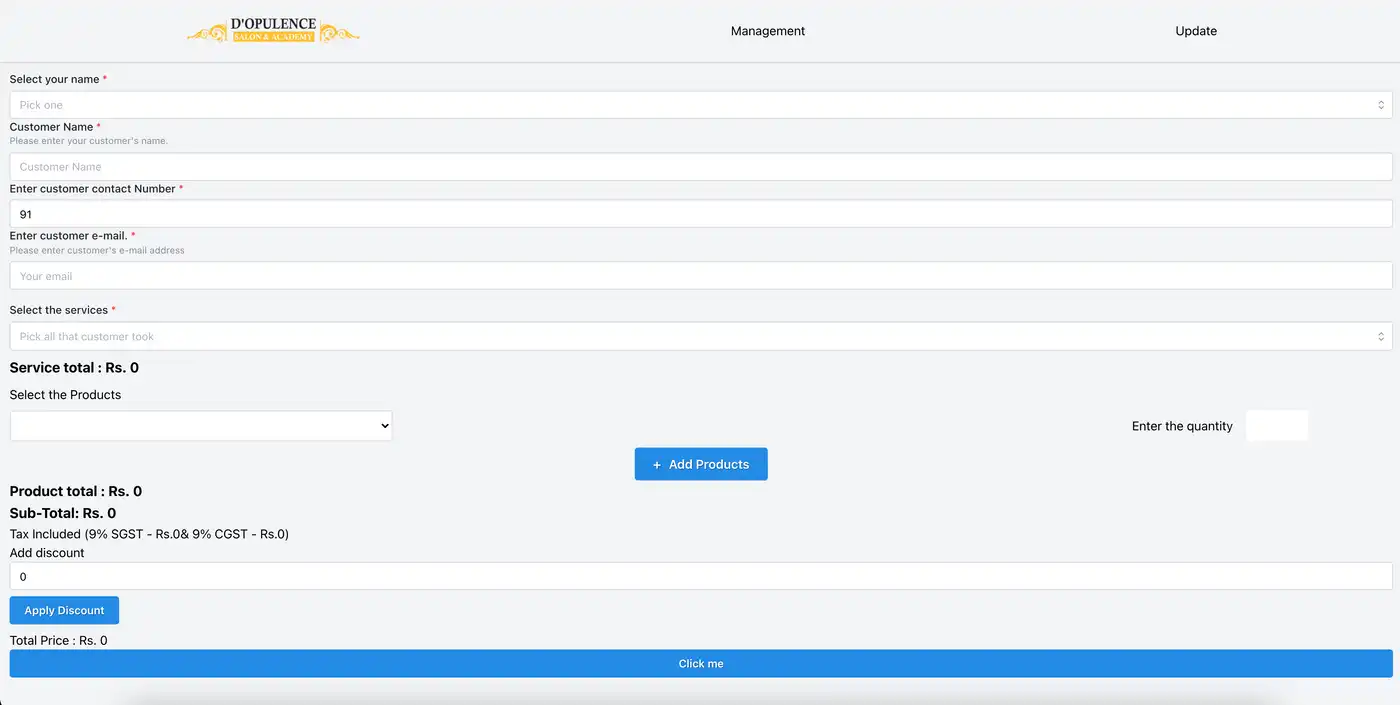 D'OPULENCE
SALON & ACADEMY
Management
Update
Select your name *
Pick one
Customer Name *
Please enter your customer's name.
Customer Name
Enter customer contact Number *
91
Enter customer e-mail. *
Please enter customer's e-mail address
Your email
Select the services *
Pick all that customer took
Service total : Rs. 0
Select the Products
Enter the quantity
+ Add Products
Product total : Rs. 0
Sub-Total: Rs. 0
Tax Included (9% SGST - Rs.0& 9% CGST - Rs.0)
Add discount
0
Apply Discount
Total Price : Rs. 0
Click me